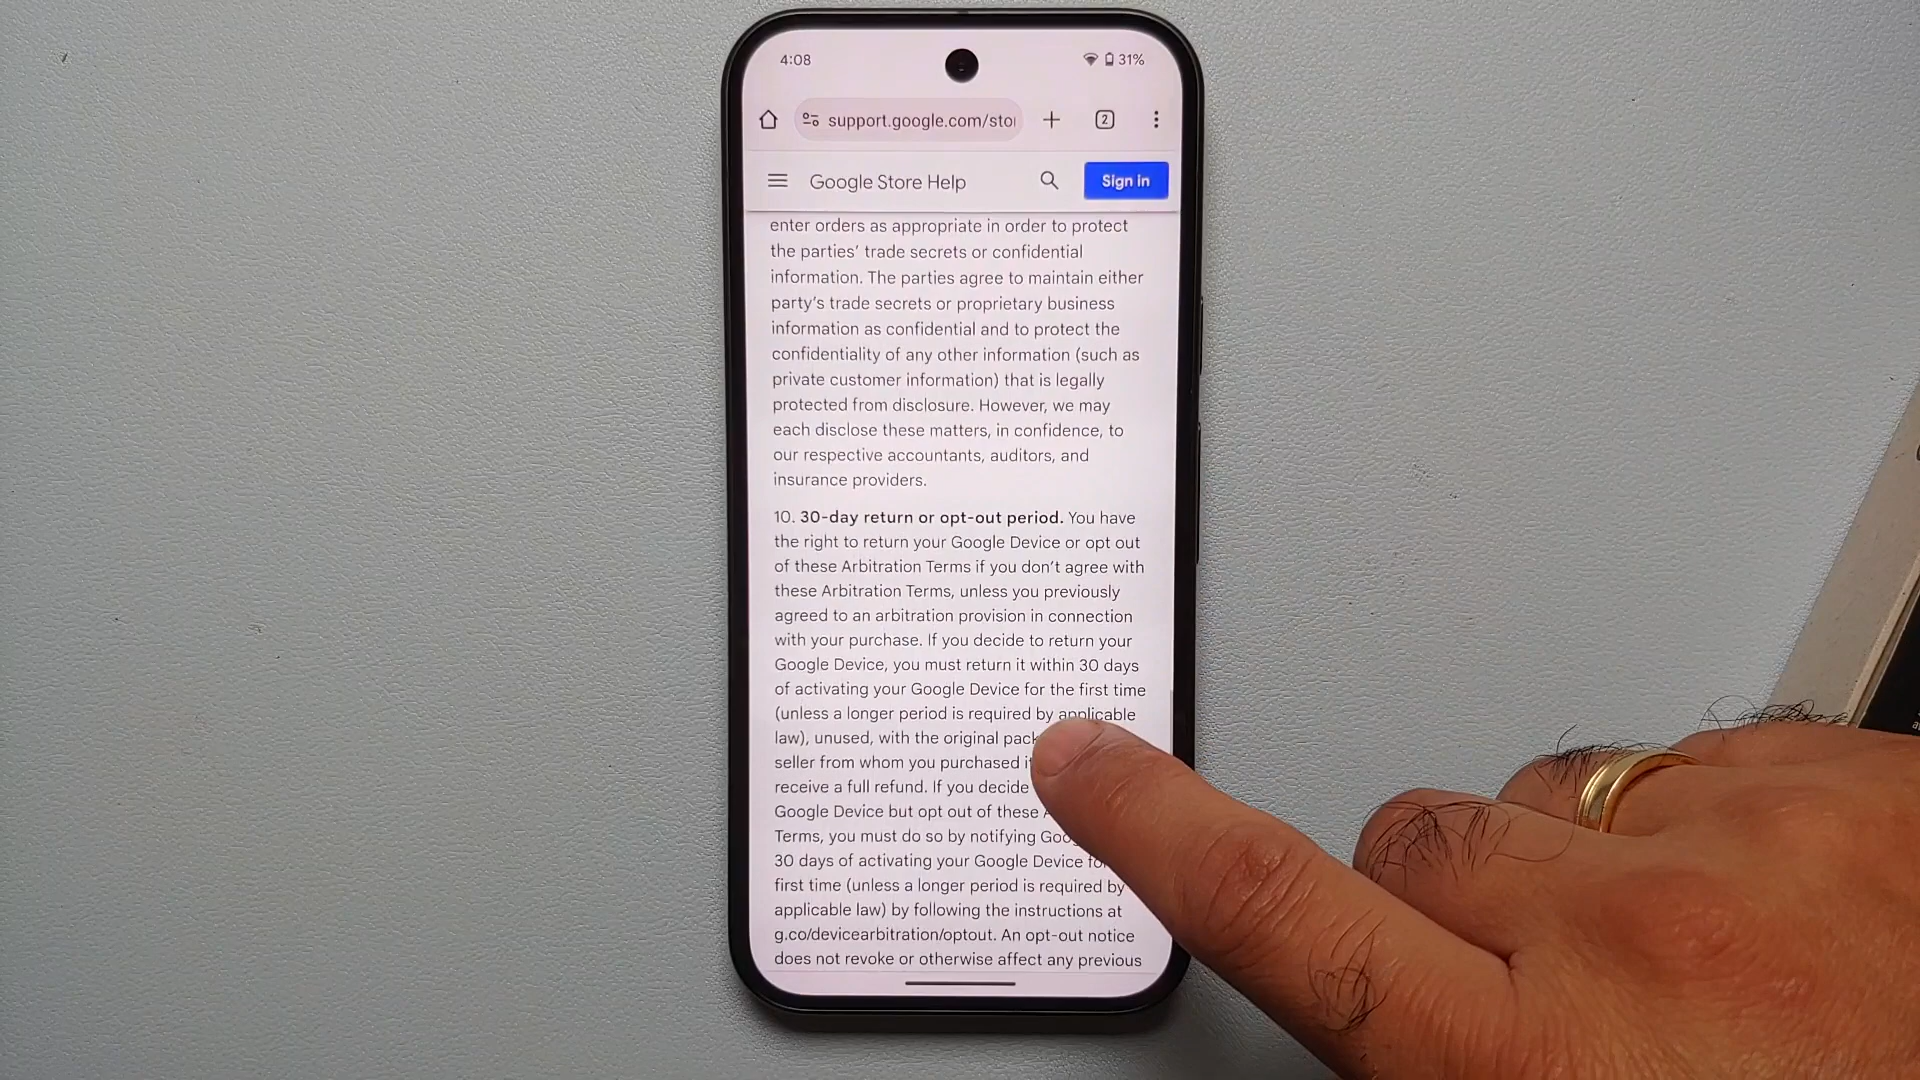 4:08
31%
support.google.com/stor
2
Google Store Help
Sign in
enter orders as appropriate in order to protect
the parties' trade secrets or confidential
information. The parties agree to maintain either
party's trade secrets or proprietary business
information as confidential and to protect the
confidentiality of any other information (such as
private customer information) that is legally
protected from disclosure. However, we may
each disclose these matters, in confidence, to
our respective accountants, auditors, and
insurance providers.
10. 30-day return or opt-out period. You have
the right to return your Google Device or opt out
of these Arbitration Terms if you don't agree with
these Arbitration Terms, unless you previously
agreed to an arbitration provision in connection
with your purchase. If you decide to return your
Google Device, you must return it within 30 days
of activating your Google Device for the first time
(unless a longer period is required by applicable
law), unused, with the original
seller from whom you purchased
receive a full refund. If you decide
Google Device but opt out of these
Terms, you must do so by notifying
30 days of activating your Google Device
first time (unless a longer period is required by
applicable law) by following the instructions at
g.co/devicearbitration/optout. An opt-out notice
does not revoke or otherwise affect any previous